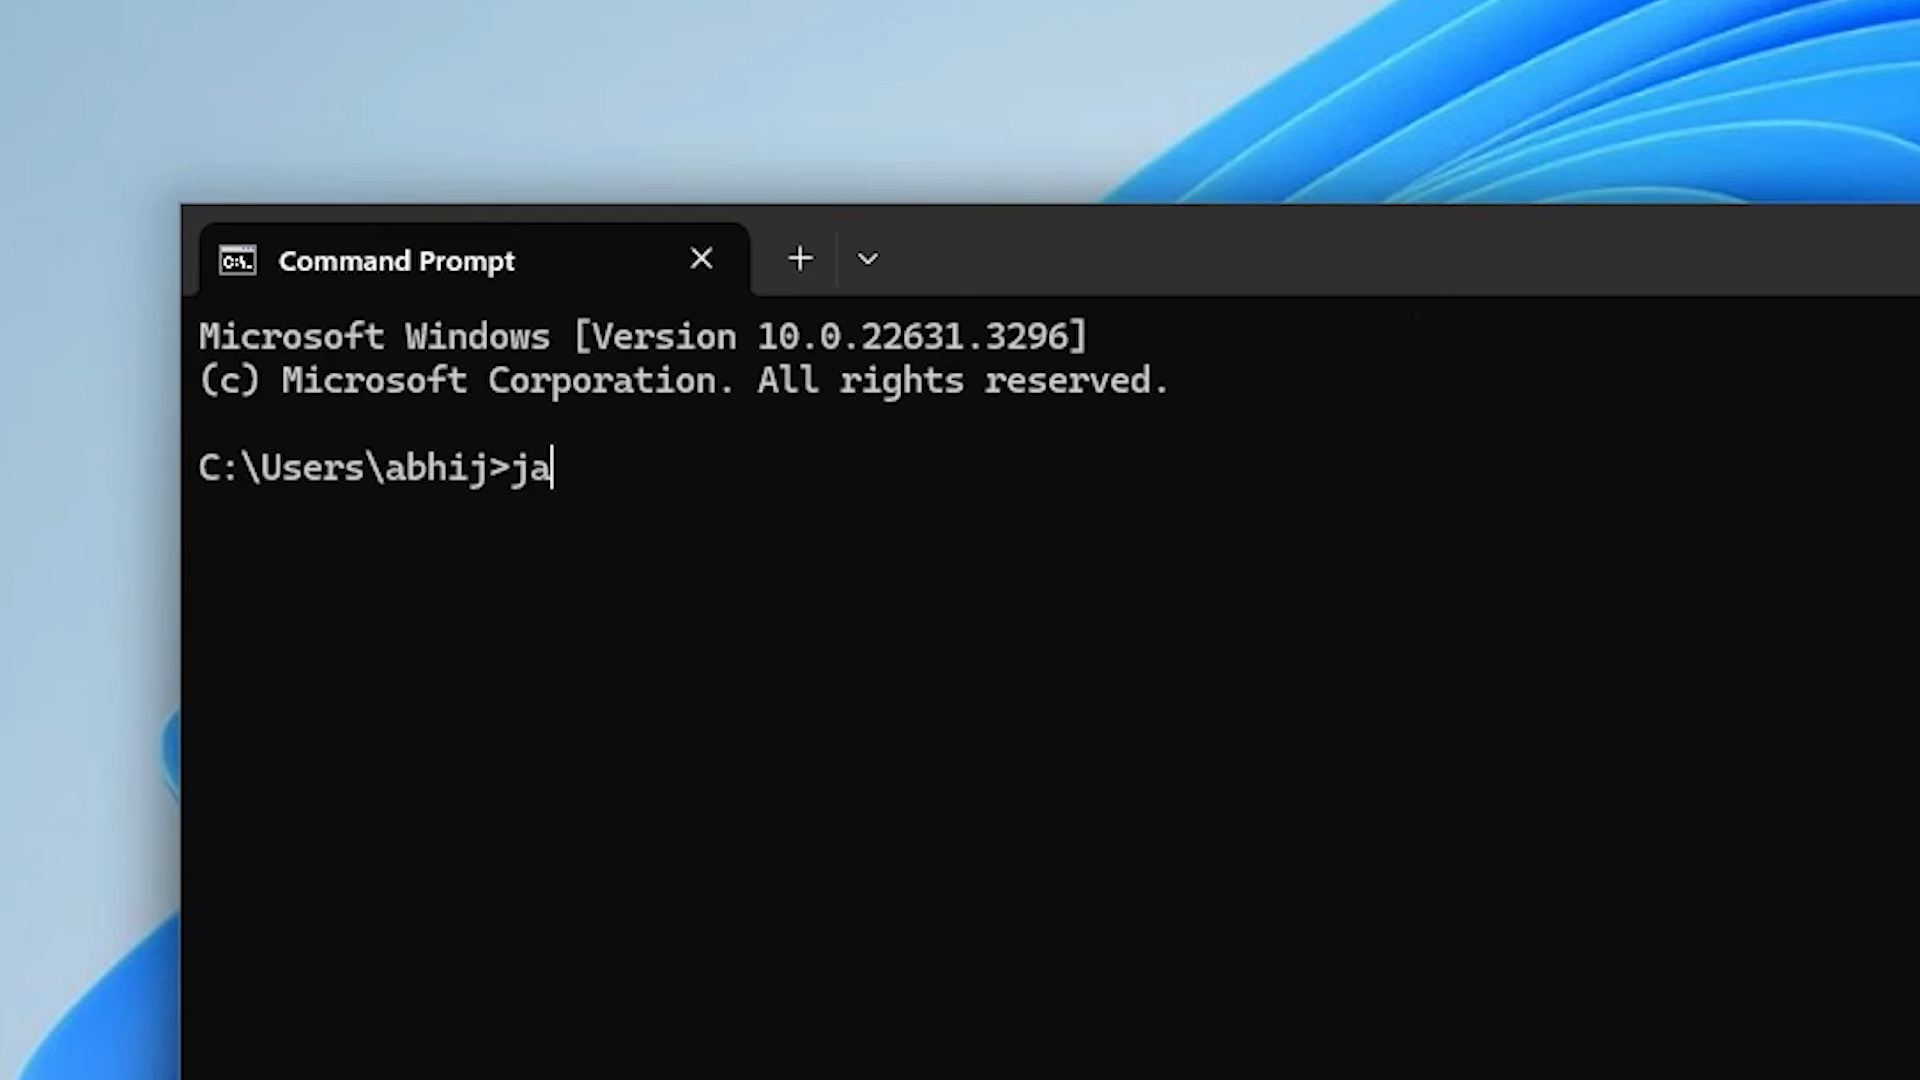 Command Prompt
Microsoft Windows [Version 10.0.22631.3296]
(c) Microsoft Corporation. All rights reserved.
C:\Users\abhij>ja